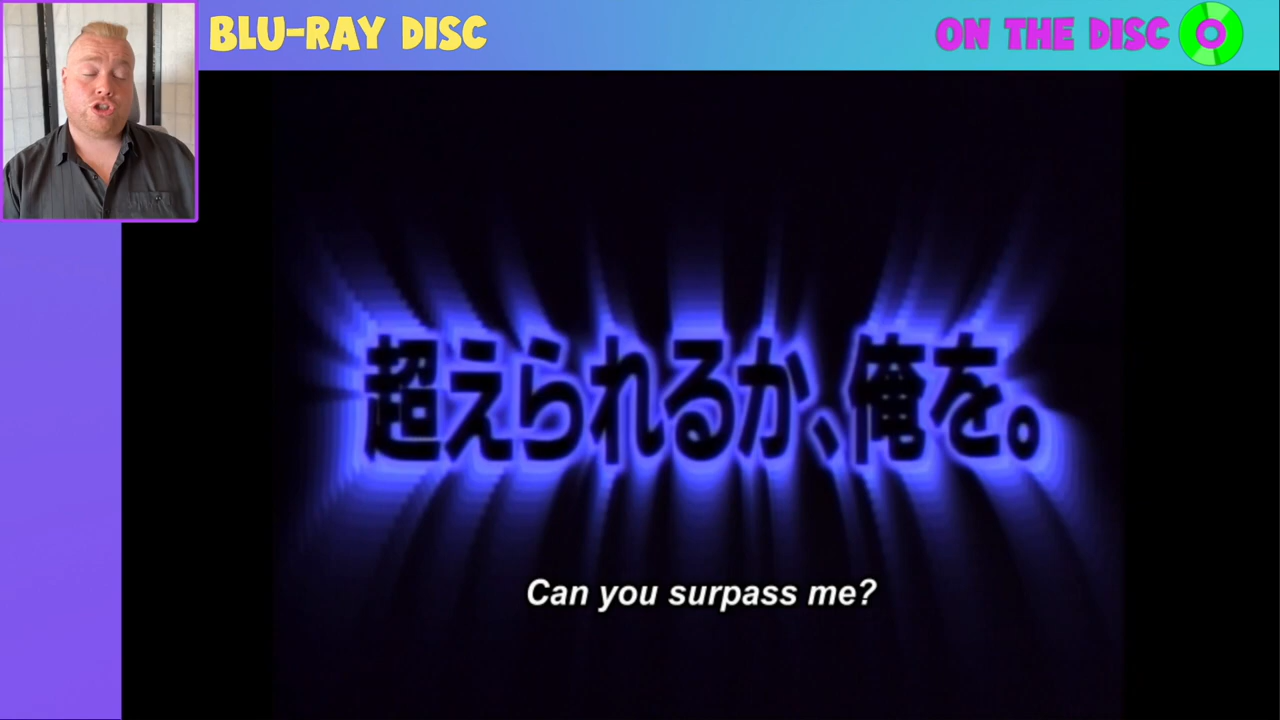 BLU-RAY DISC
ON THE DISC
超えられるか、俺を。
Can you surpass me?